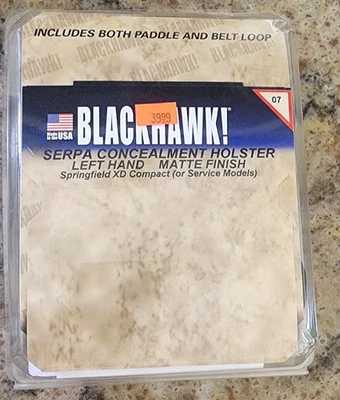 INCLUDES BOTH PADDLE AND BELT LOOP
07
USA
BLACKHAWK!
3999
SERPA CONCEALMENT HOLSTER
LEFT HAND MATTE FINISH
Springfield XD Compact (or Service Models)